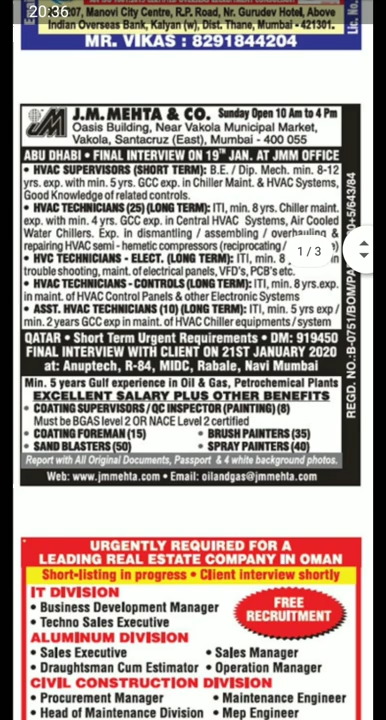 20:36
207, Manovi City Centre, R.P. Road, Nr. Gurudev Hotel, Above
Indian Overseas Bank, Kalyan (w), Dist. Thane, Mumbai - 421301.
MR. VIKAS : 8291844204
Lic. No.
JM
J.M. MEHTA & CO. Sunday Open 10 Am to 4 Pm
Oasis Building, Near Vakola Municipal Market,
Vakola, Santacruz (East), Mumbai - 400 055
ABU DHABI • FINAL INTERVIEW ON 19TH JAN. AT JMM OFFICE
• HVAC SUPERVISORS (SHORT TERM): B.E. / Dip. Mech. min. 8-12
yrs. exp. with min. 5 yrs. GCC exp. in Chiller Maint. & HVAC Systems,
Good Knowledge of related controls.
• HVAC TECHNICIANS (25) (LONG TERM): ITI, min. 8 yrs. Chiller maint.
exp. with min. 4 yrs. GCC exp. in Central HVAC Systems, Air Cooled
Water Chillers. Exp. in dismantling / assembling / overhauling &
repairing HVAC semi - hemetic compressors (reciprocating /
1 / 3
• HVC TECHNICIANS - ELECT. (LONG TERM): ITI, min. 8 in
trouble shooting, maint. of electrical panels, VFD's, PCB's etc.
• HVAC TECHNICIANS - CONTROLS (LONG TERM): ITI, min. 8 yrs.exp.
in maint. of HVAC Control Panels & other Electronic Systems
• ASST. HVAC TECHNICIANS (10) (LONG TERM): ITI, min. 5 yrs exp /
min. 2 years GCC exp in maint. of HVAC Chiller equipments / system
QATAR • Short Term Urgent Requirements • DM: 919450
FINAL INTERVIEW WITH CLIENT ON 21ST JANUARY 2020
at: Anuptech, R-84, MIDC, Rabale, Navi Mumbai
Min. 5 years Gulf experience in Oil & Gas, Petrochemical Plants
EXCELLENT SALARY PLUS OTHER BENEFITS
• COATING SUPERVISORS / QC INSPECTOR (PAINTING) (8)
Must be BGAS level 2 OR NACE Level 2 certified
• COATING FOREMAN (15) • BRUSH PAINTERS (35)
• SAND BLASTERS (50) • SPRAY PAINTERS (40)
Report with All Original Documents, Passport & 4 white background photos.
Web: www.jmmehta.com • Email: oilandgas@jmmehta.com
REGD. NO.: B-0751/BOM/PA 5/643/84
URGENTLY REQUIRED FOR A
LEADING REAL ESTATE COMPANY IN OMAN
Short-listing in progress • Client interview shortly
IT DIVISION
• Business Development Manager
• Techno Sales Executive
FREE
RECRUITMENT
ALUMINUM DIVISION
• Sales Executive • Sales Manager
• Draughtsman Cum Estimator • Operation Manager
CIVIL CONSTRUCTION DIVISION
• Procurement Manager • Maintenance Engineer
• Head of Maintenance Division • Mep Engineer